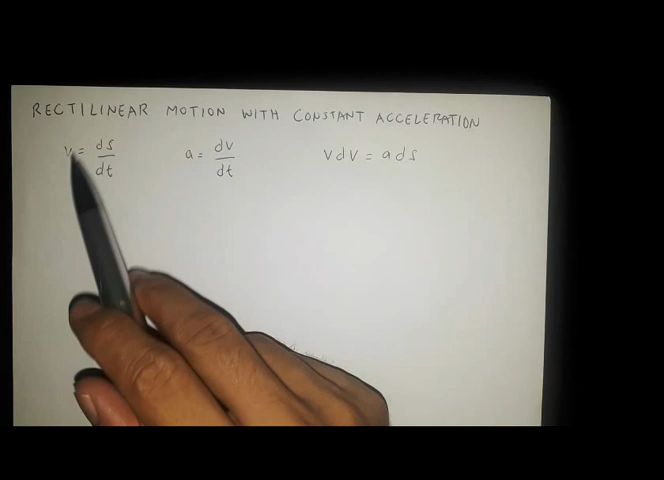 RECTILINEAR MOTION WITH CONSTANT ACCELERATION
v = ds/dt a = dv/dt vdv = ads